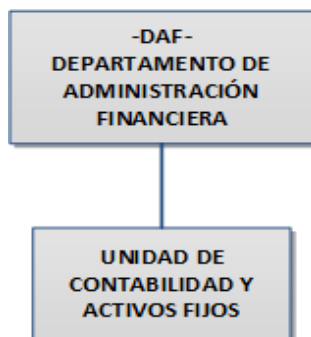 -DAF-
DEPARTAMENTO DE
ADMINISTRACIÓN
FINANCIERA
UNIDAD DE
CONTABILIDAD Y
ACTIVOS FIJOS